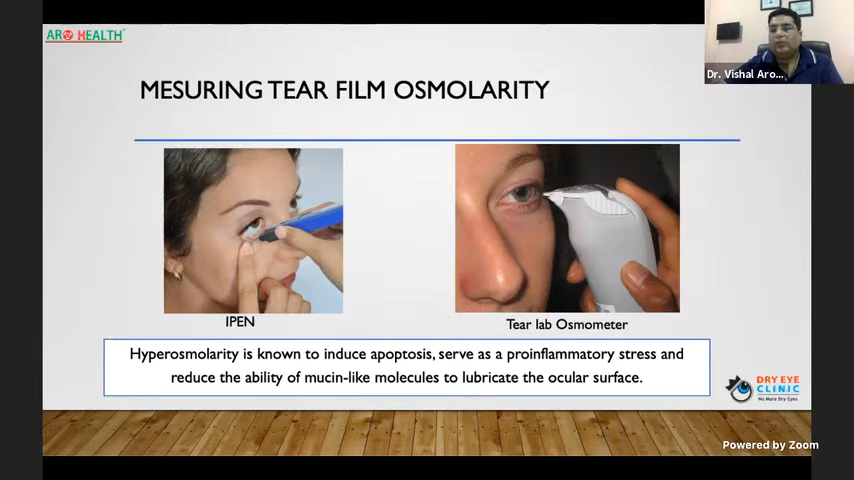 ARO HEALTH
Dr. Vishal Aro...
MESURING TEAR FILM OSMOLARITY
IPEN
Tear lab Osmometer
Hyperosmolarity is known to induce apoptosis, serve as a proinflammatory stress and
reduce the ability of mucin-like molecules to lubricate the ocular surface.
DRY EYE
CLINIC
No More Dry Eyes
Powered by Zoom